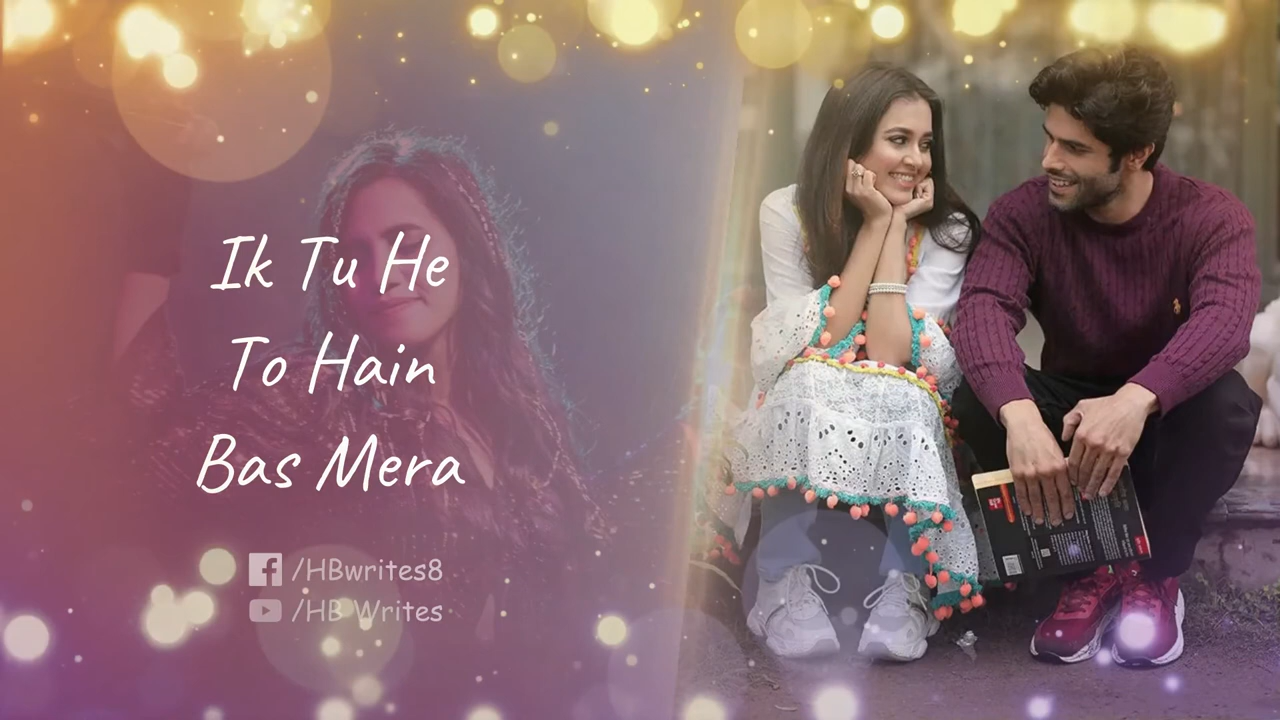 Ik Tu He
To Hain
Bas Mera
/HBwrites8
/HB Writes